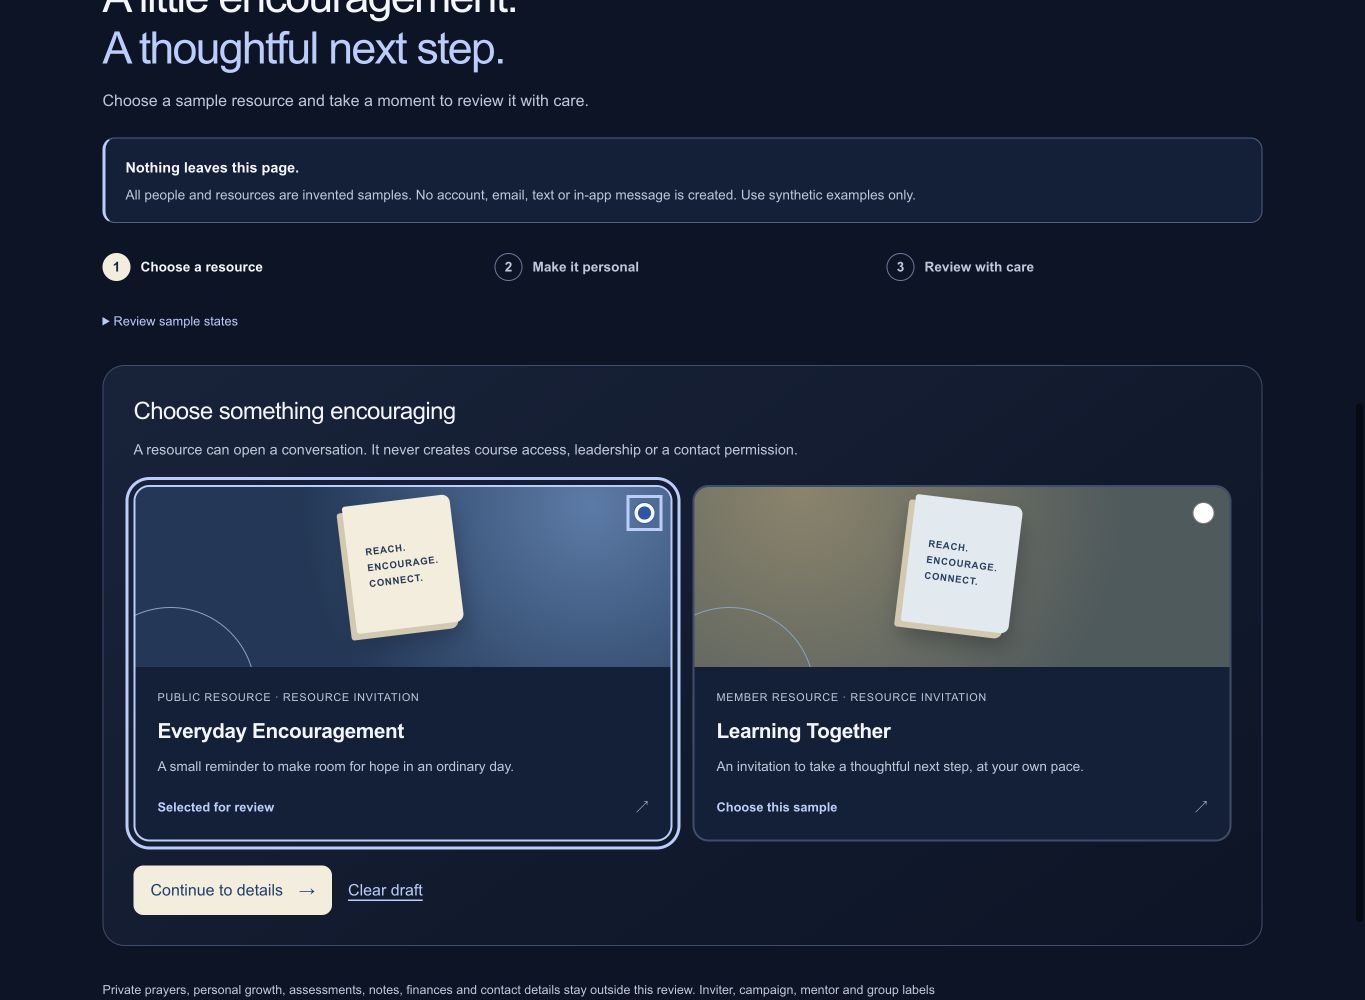 A little encouragement.
A thoughtful next step.
Choose a sample resource and take a moment to review it with care.
Nothing leaves this page.
All people and resources are invented samples. No account, email, text or in-app message is created. Use synthetic examples only.
1 Choose a resource
2 Make it personal
3 Review with care
Review sample states
Choose something encouraging
A resource can open a conversation. It never creates course access, leadership or a contact permission.
REACH.
ENCOURAGE.
CONNECT.
PUBLIC RESOURCE · RESOURCE INVITATION
Everyday Encouragement
A small reminder to make room for hope in an ordinary day.
Selected for review ↗
REACH.
ENCOURAGE.
CONNECT.
MEMBER RESOURCE · RESOURCE INVITATION
Learning Together
An invitation to take a thoughtful next step, at your own pace.
Choose this sample ↗
Continue to details →
Clear draft
Private prayers, personal growth, assessments, notes, finances and contact details stay outside this review. Inviter, campaign, mentor and group labels